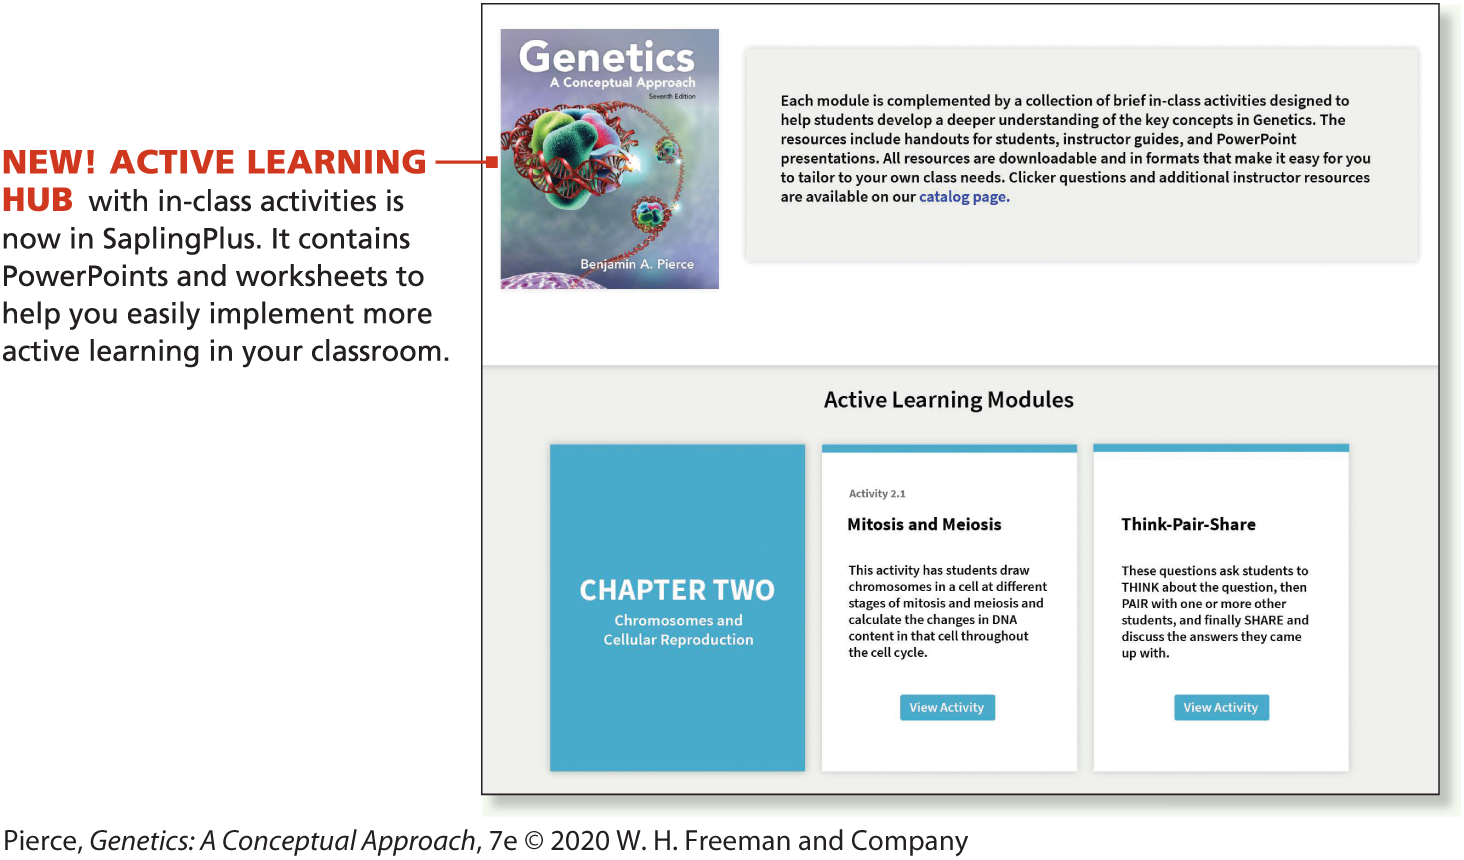 NEW! ACTIVE LEARNING
HUB with in-class activities is
now in SaplingPlus. It contains
PowerPoints and worksheets to
help you easily implement more
active learning in your classroom.
Genetics
A Conceptual Approach
Seventh Edition
Benjamin A. Pierce
Each module is complemented by a collection of brief in-class activities designed to
help students develop a deeper understanding of the key concepts in Genetics. The
resources include handouts for students, instructor guides, and PowerPoint
presentations. All resources are downloadable and in formats that make it easy for you
to tailor to your own class needs. Clicker questions and additional instructor resources
are available on our catalog page.
Active Learning Modules
CHAPTER TWO
Chromosomes and
Cellular Reproduction
Activity 2.1
Mitosis and Meiosis
This activity has students draw
chromosomes in a cell at different
stages of mitosis and meiosis and
calculate the changes in DNA
content in that cell throughout
the cell cycle.
View Activity
Think-Pair-Share
These questions ask students to
THINK about the question, then
PAIR with one or more other
students, and finally SHARE and
discuss the answers they came
up with.
View Activity
Pierce, Genetics: A Conceptual Approach, 7e © 2020 W. H. Freeman and Company